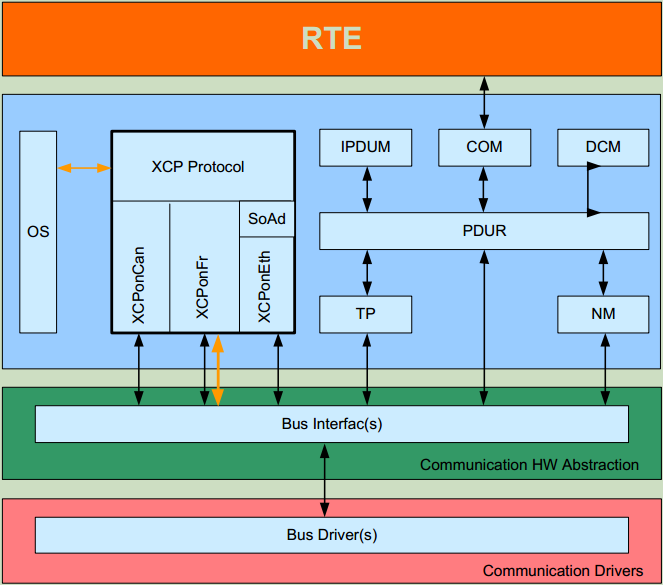 RTE
OS
XCP Protocol
SoAd
XCPonCan
XCPonFr
XCPonEth
IPDUM
COM
DCM
PDUR
TP
NM
Bus Interfac(s)
Communication HW Abstraction
Bus Driver(s)
Communication Drivers